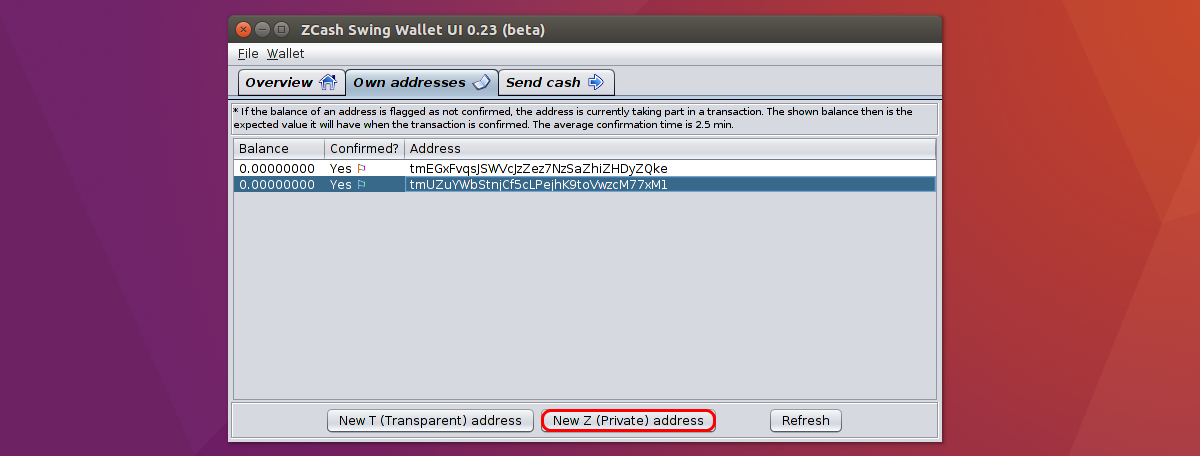 ZCash Swing Wallet UI 0.23 (beta)
File Wallet
Overview Own addresses Send cash
* If the balance of an address is flagged as not confirmed, the address is currently taking part in a transaction. The shown balance then is the
expected value it will have when the transaction is confirmed. The average confirmation time is 2.5 min.
Balance Confirmed? Address
0.00000000 Yes tmEGxFvqsJSWVcJzZez7NzSaZhiZHDyZQke
0.00000000 Yes tmUZuYWbStnjCf5cLPejhK9toVwzcM77xM1
New T (Transparent) address New Z (Private) address Refresh